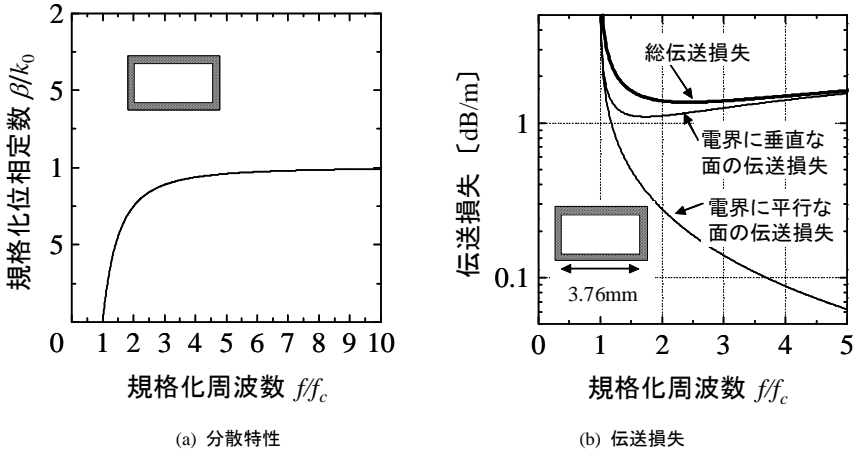 2
5
1
5
0
1 2 3 4 5 6 7 8 9 10
規格化位相定数 β/k0
規格化周波数 f/fc
(a) 分散特性
1
0.1
0 1 2 3 4 5
伝送損失 [dB/m]
総伝送損失
電界に垂直な
面の伝送損失
電界に平行な
面の伝送損失
3.76mm
規格化周波数 f/fc
(b) 伝送損失